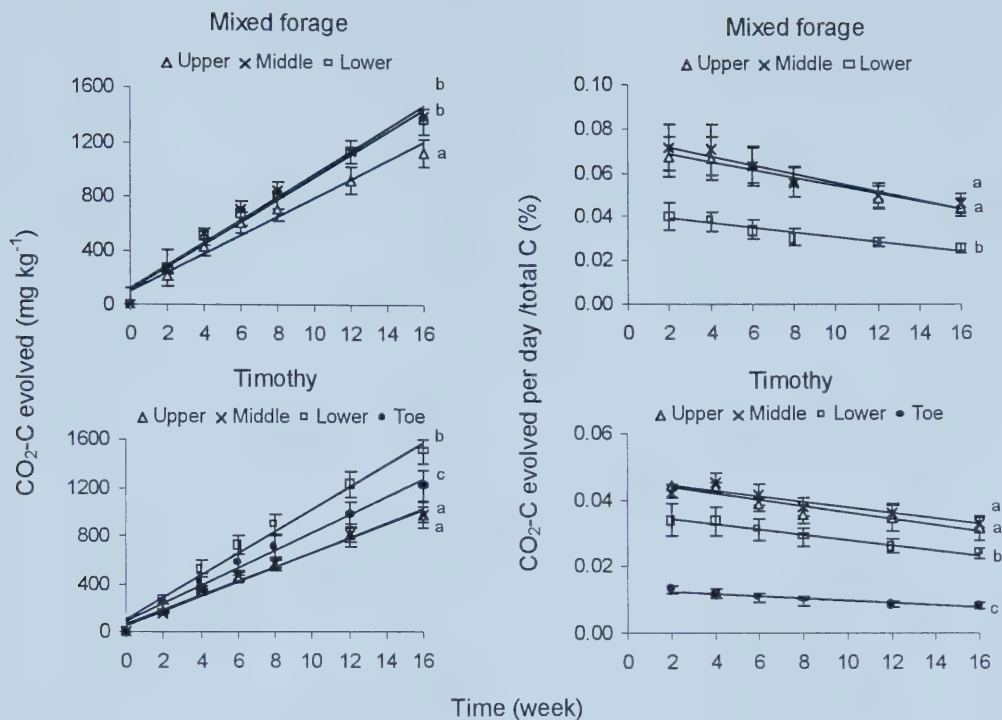 Mixed forage
△ Upper × Middle □ Lower
1600
1200
800
400
0
0 2 4 6 8 10 12 14 16
b
b
a
Mixed forage
△ Upper × Middle □ Lower
0.10
0.08
0.06
0.04
0.02
0.00
0 2 4 6 8 10 12 14 16
a
a
b
Timothy
△ Upper × Middle □ Lower • Toe
1600
1200
800
400
0
0 2 4 6 8 10 12 14 16
b
c
a
a
Timothy
△ Upper × Middle □ Lower • Toe
0.06
0.04
0.02
0.00
0 2 4 6 8 10 12 14 16
a
a
b
c
CO₂-C evolved (mg kg⁻¹)
CO₂-C evolved per day /total C (%)
Time (week)